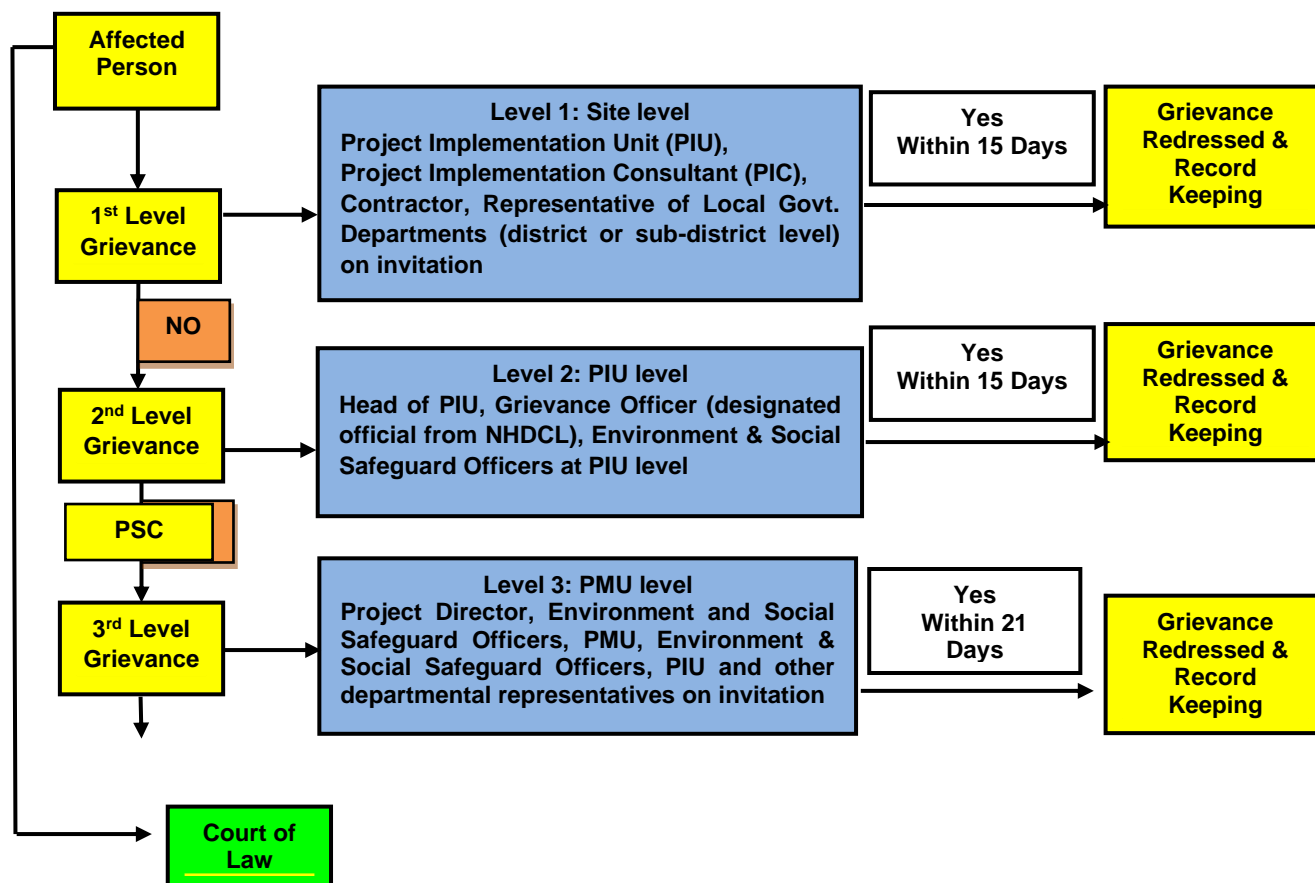 Affected
Person
Level 1: Site level
Project Implementation Unit (PIU),
Project Implementation Consultant (PIC),
Contractor, Representative of Local Govt.
Departments (district or sub-district level)
on invitation
Yes
Within 15 Days
Grievance
Redressed &
Record
Keeping
1st Level
Grievance
NO
Level 2: PIU level
Head of PIU, Grievance Officer (designated
official from NHDCL), Environment & Social
Safeguard Officers at PIU level
Yes
Within 15 Days
Grievance
Redressed &
Record
Keeping
2nd Level
Grievance
PSC
Level 3: PMU level
Project Director, Environment and Social
Safeguard Officers, PMU, Environment &
Social Safeguard Officers, PIU and other
departmental representatives on invitation
Yes
Within 21
Days
Grievance
Redressed &
Record
Keeping
3rd Level
Grievance
Court of
Law